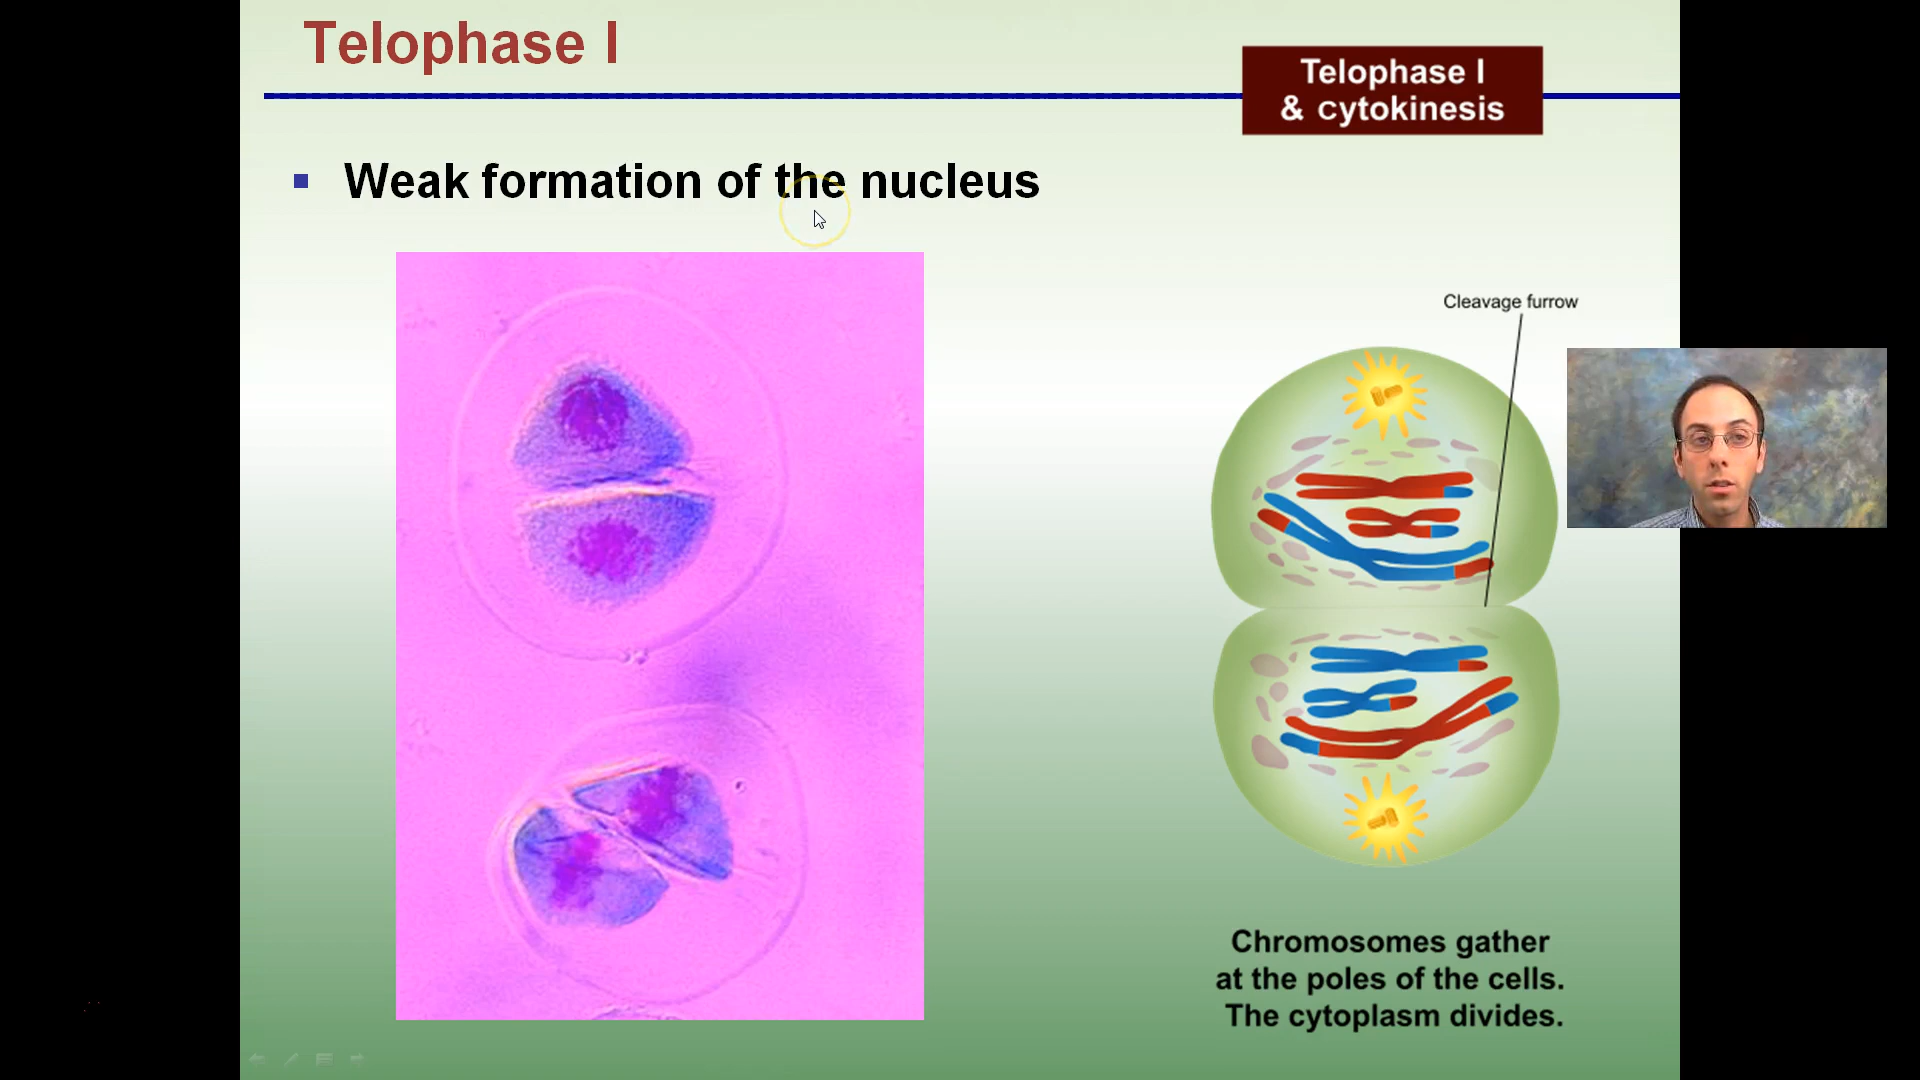 Telophase I
Telophase I
& Cytokinesis
Weak formation of the nucleus
Cleavage furrow
Chromosomes gather
at the poles of the cells.
The cytoplasm divides.